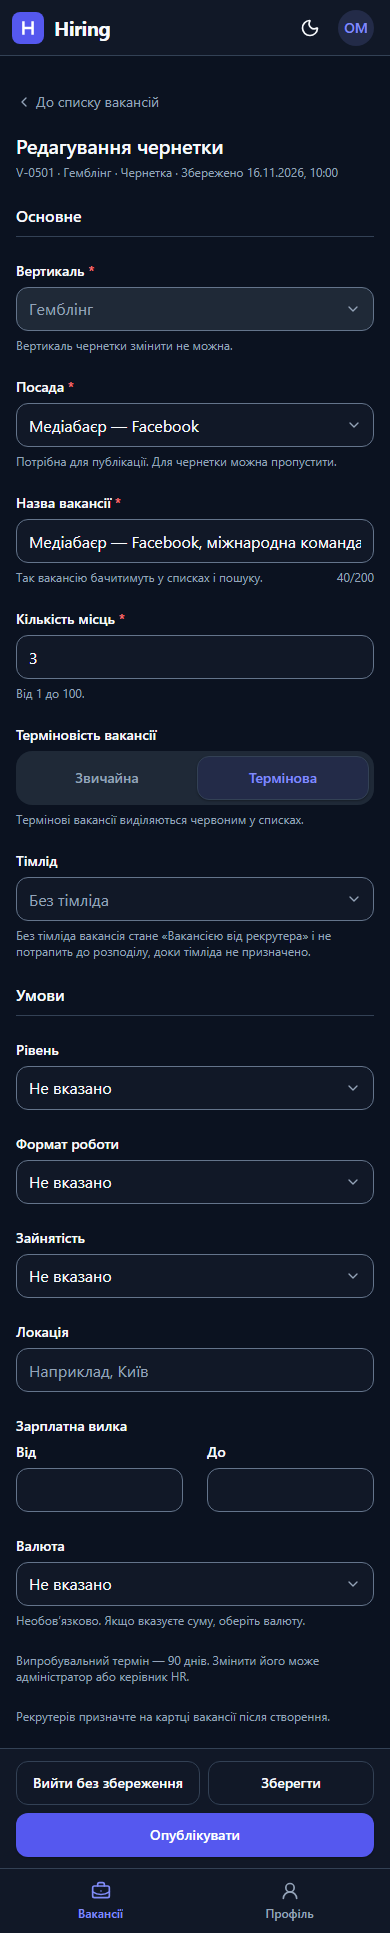 H Hiring OM
До списку вакансій
Редагування чернетки
V-0501 · Гемблінг · Чернетка · Збережено 16.11.2026, 10:00
Основне
Вертикаль *
Гемблінг
Вертикаль чернетки змінити не можна.
Посада *
Медіабаєр — Facebook
Потрібна для публікації. Для чернетки можна пропустити.
Назва вакансії *
Медіабаєр — Facebook, міжнародна команда
Так вакансію бачитимуть у списках і пошуку. 40/200
Кількість місць *
3
Від 1 до 100.
Терміновість вакансії
Звичайна Термінова
Термінові вакансії виділяються червоним у списках.
Тімлід
Без тімліда
Без тімліда вакансія стане «Вакансією від рекрутера» і не
потрапить до розподілу, доки тімліда не призначено.
Умови
Рівень
Не вказано
Формат роботи
Не вказано
Зайнятість
Не вказано
Локація
Наприклад, Київ
Зарплатна вилка
Від До
Валюта
Не вказано
Необов'язково. Якщо вказуєте суму, оберіть валюту.
Випробувальний термін — 90 днів. Змінити його може
адміністратор або керівник HR.
Рекрутерів призначте на картці вакансії після створення.
Вийти без збереження Зберегти
Опублікувати
Вакансії Профіль